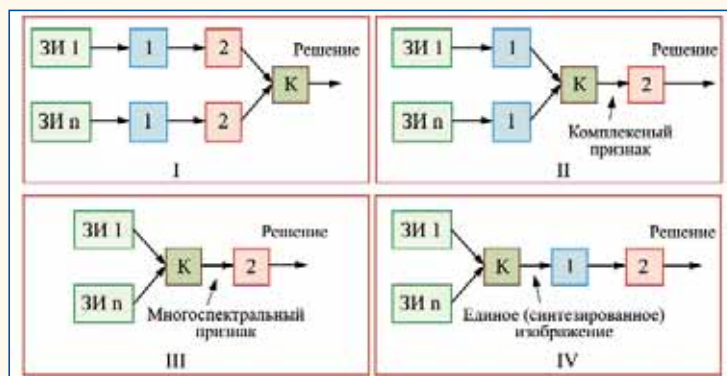 ЗИ 1
1
2
Решение
К
ЗИ n
1
2
I
ЗИ 1
1
Решение
К
2
ЗИ n
1
Комплексный
признак
II
ЗИ 1
Решение
К
2
ЗИ n
Многоспектральный
признак
III
ЗИ 1
Решение
К
1
2
ЗИ n
Единое (синтезированное)
изображение
IV